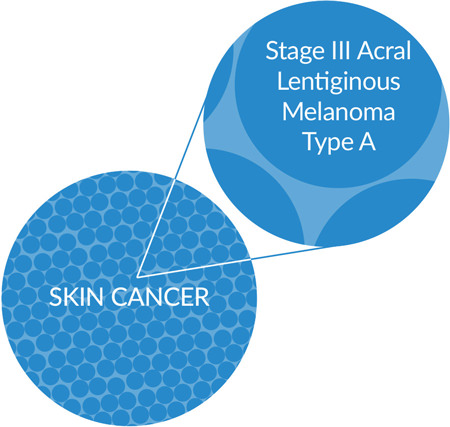 Stage III Acral
Lentiginous
Melanoma
Type A
SKIN CANCER